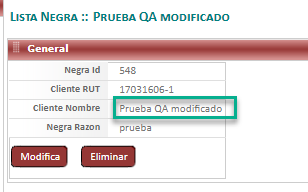 Lista Negra :: Prueba QA modificado
General
Negra Id 548
Cliente RUT 17031606-1
Cliente Nombre Prueba QA modificado
Negra Razon prueba
Modifica Eliminar